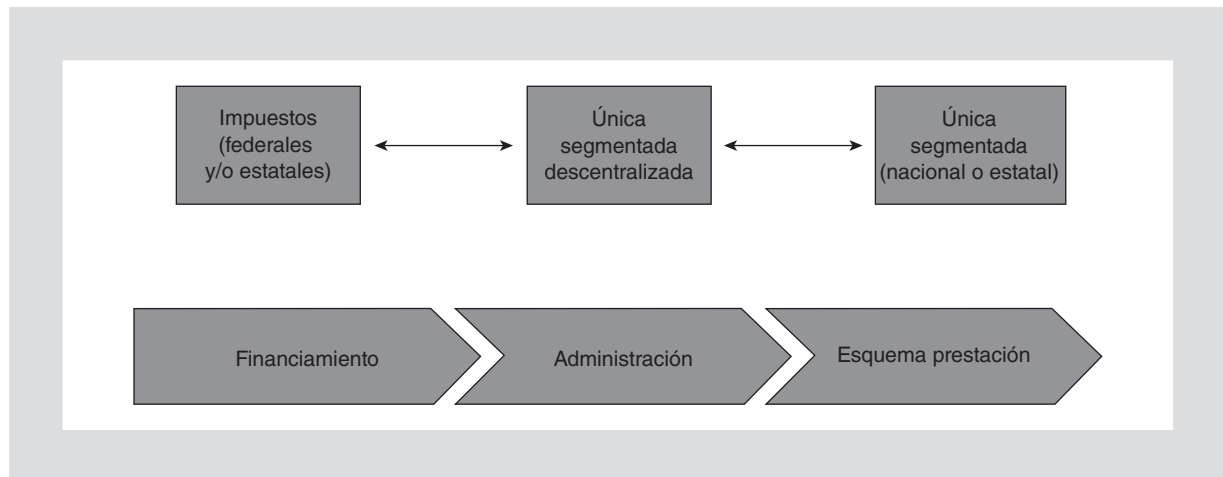 Impuestos
(federales
y/o estatales)
Única
segmentada
descentralizada
Única
segmentada
(nacional o estatal)
Financiamiento
Administración
Esquema prestación